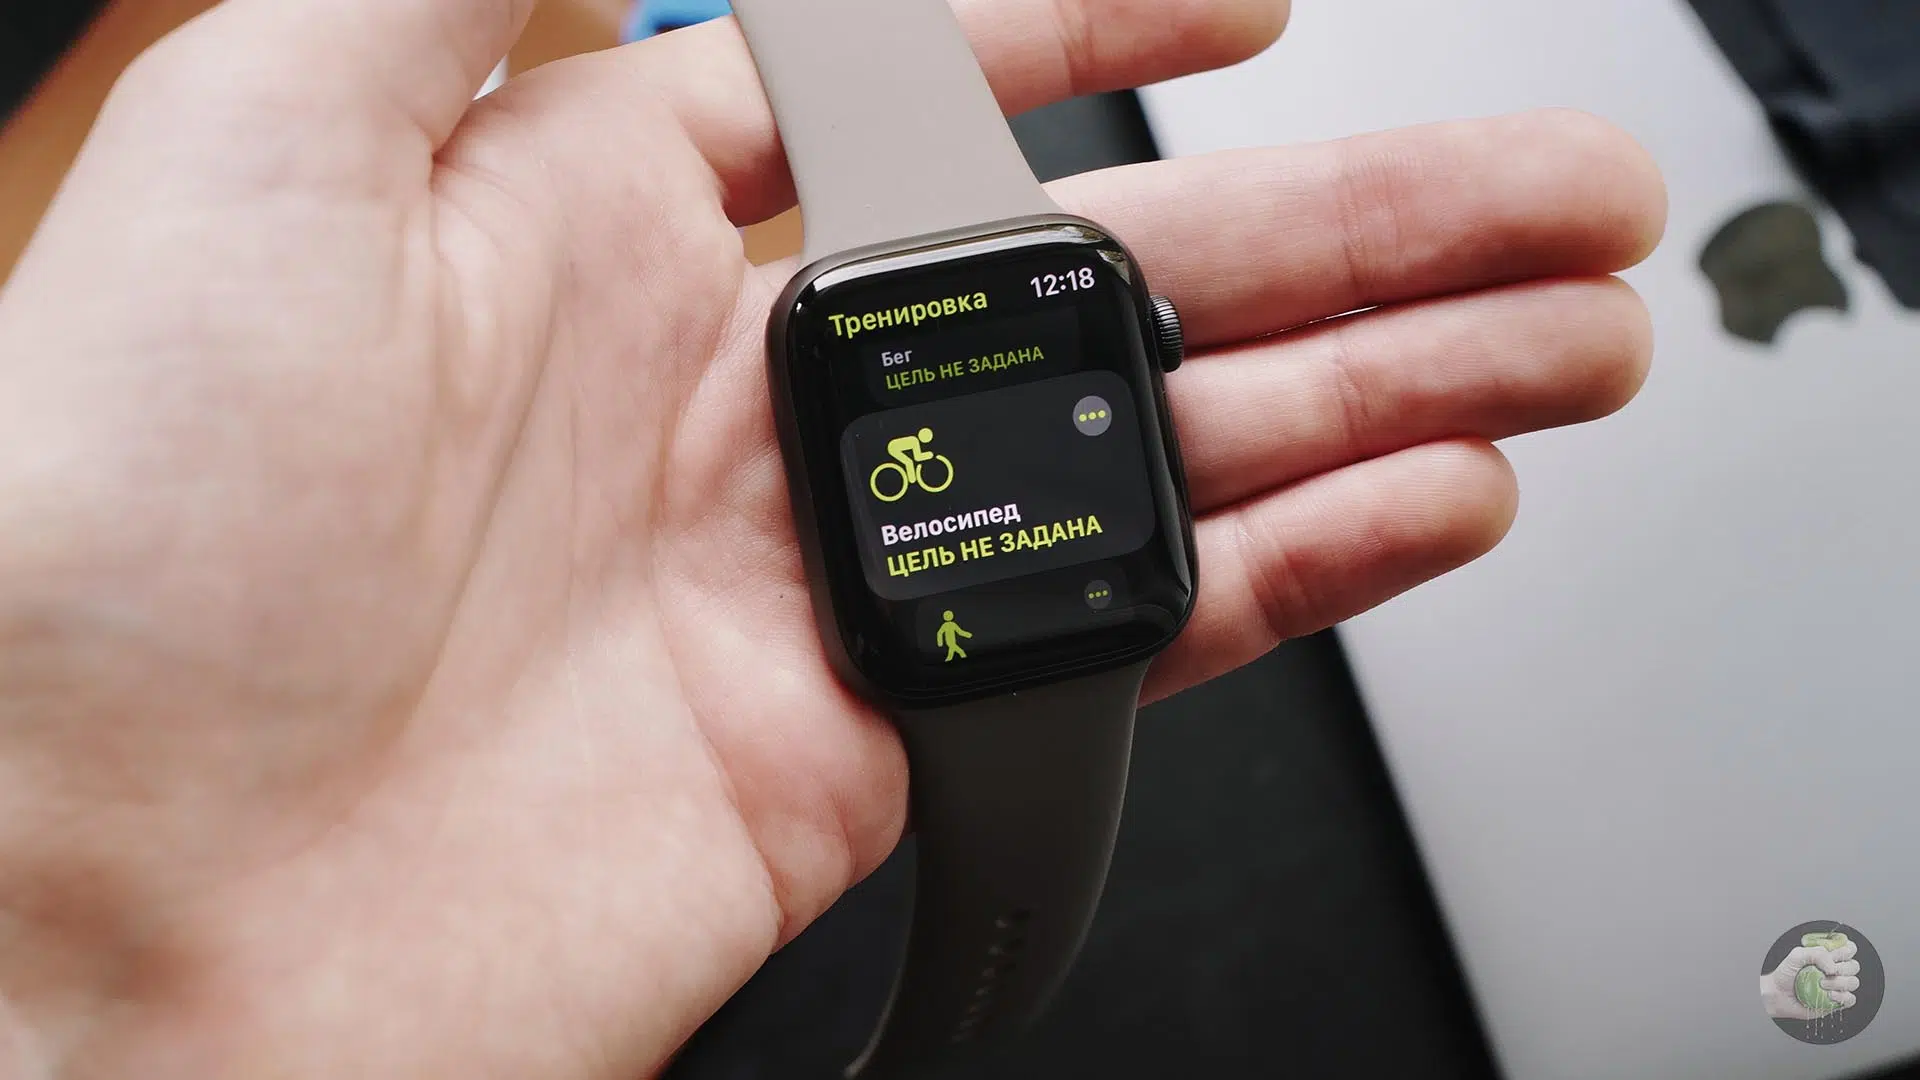 12:18
Тренировка
Бег
ЦЕЛЬ НЕ ЗАДАНА
Велосипед
ЦЕЛЬ НЕ ЗАДАНА